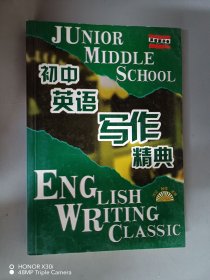 JUNIOR
MIDDLE
SCHOOL
初中
英语
写作
精典
ENGLISH
WRITING
CLASSIC
HONOR X30i
48MP Triple Camera